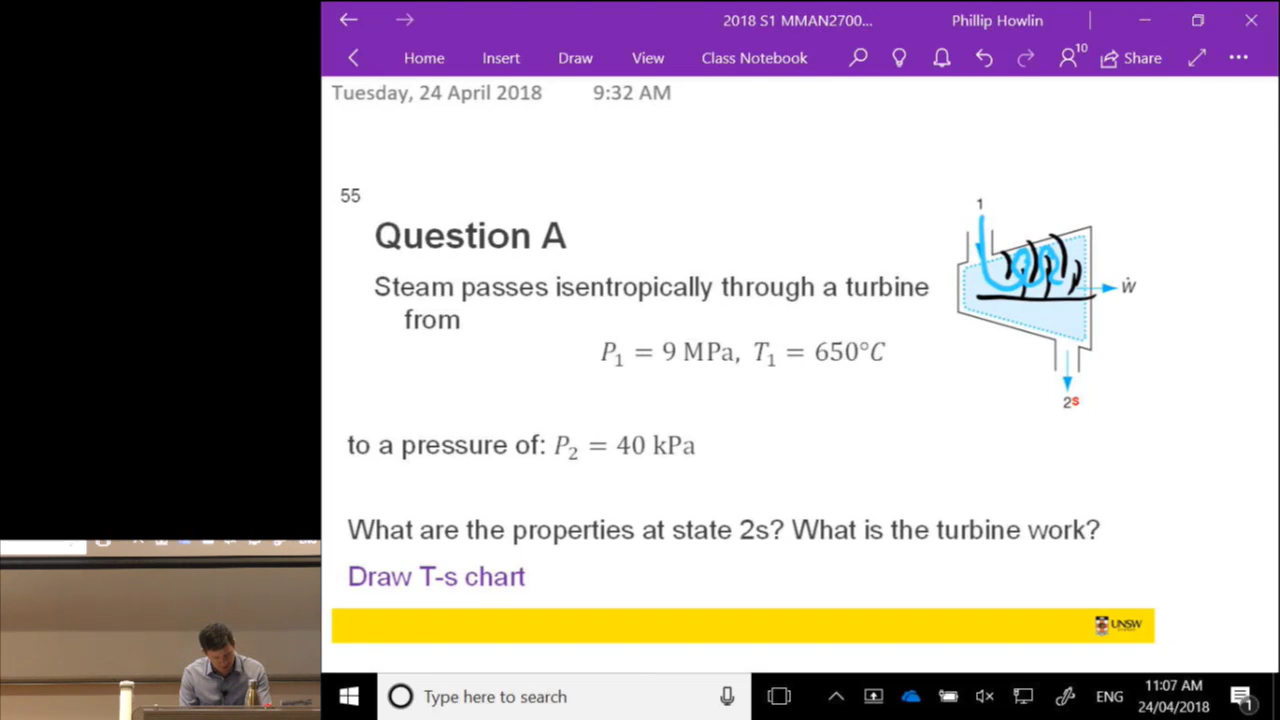 2018 S1 MMAN2700... Phillip Howlin
Home Insert Draw View Class Notebook 10 Share
Tuesday, 24 April 2018 9:32 AM
55
Question A
Steam passes isentropically through a turbine
from
P₁ = 9 MPa, T₁ = 650°C
1
Ẇ
2s
to a pressure of: P₂ = 40 kPa
What are the properties at state 2s? What is the turbine work?
Draw T-s chart
UNSW
Type here to search
ENG
11:07 AM
24/04/2018
1